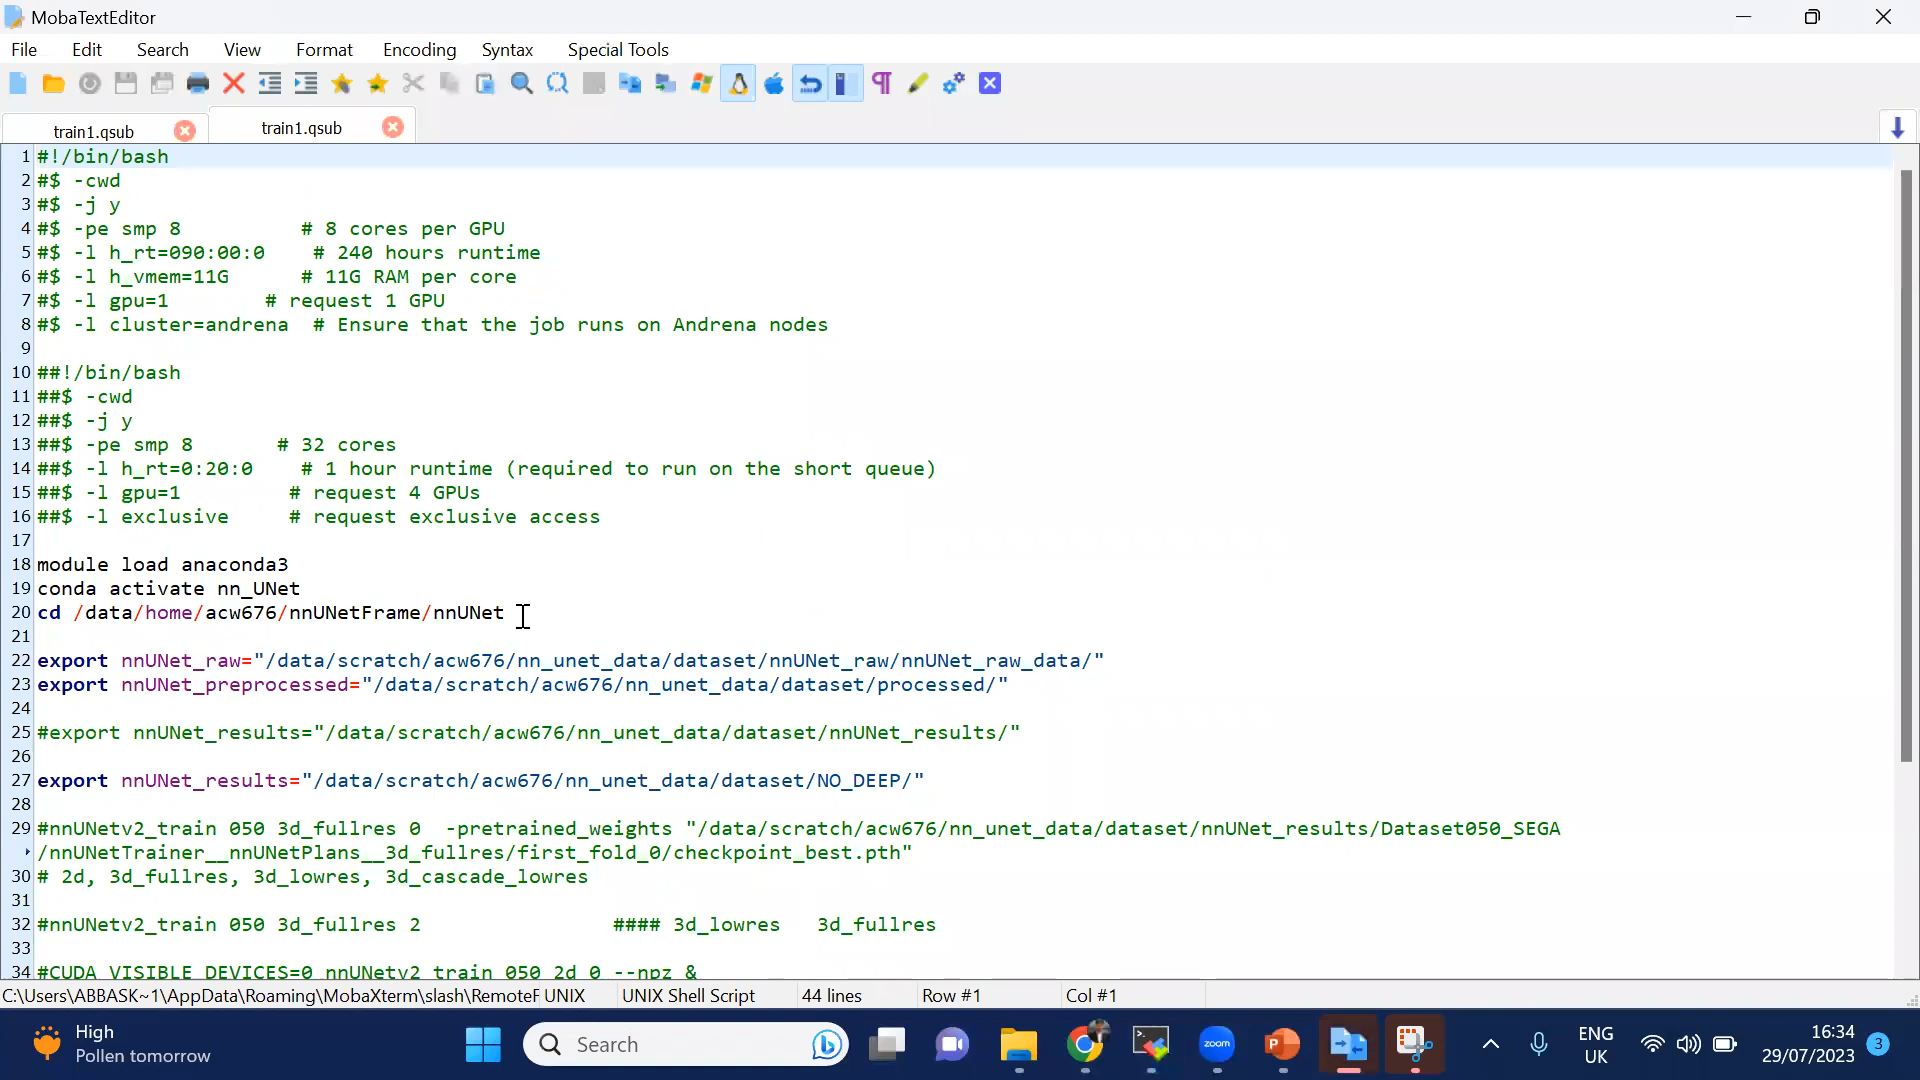 MobaTextEditor
File Edit Search View Format Encoding Syntax Special Tools
train1.qsub train1.qsub
1 #!/bin/bash
2 #$ -cwd
3 #$ -j y
4 #$ -pe smp 8 # 8 cores per GPU
5 #$ -l h_rt=090:00:0 # 240 hours runtime
6 #$ -l h_vmem=11G # 11G RAM per core
7 #$ -l gpu=1 # request 1 GPU
8 #$ -l cluster=andrena # Ensure that the job runs on Andrena nodes
9
10 ##!/bin/bash
11 ##$ -cwd
12 ##$ -j y
13 ##$ -pe smp 8 # 32 cores
14 ##$ -l h_rt=0:20:0 # 1 hour runtime (required to run on the short queue)
15 ##$ -l gpu=1 # request 4 GPUs
16 ##$ -l exclusive # request exclusive access
17
18 module load anaconda3
19 conda activate nn_UNet
20 cd /data/home/acw676/nnUNetFrame/nnUNet
21
22 export nnUNet_raw="/data/scratch/acw676/nn_unet_data/dataset/nnUNet_raw/nnUNet_raw_data/"
23 export nnUNet_preprocessed="/data/scratch/acw676/nn_unet_data/dataset/processed/"
24
25 #export nnUNet_results="/data/scratch/acw676/nn_unet_data/dataset/nnUNet_results/"
26
27 export nnUNet_results="/data/scratch/acw676/nn_unet_data/dataset/NO_DEEP/"
28
29 #nnUNetv2_train 050 3d_fullres 0 -pretrained_weights "/data/scratch/acw676/nn_unet_data/dataset/nnUNet_results/Dataset050_SEGA
/nnUNetTrainer__nnUNetPlans__3d_fullres/first_fold_0/checkpoint_best.pth"
30 # 2d, 3d_fullres, 3d_lowres, 3d_cascade_lowres
31
32 #nnUNetv2_train 050 3d_fullres 2 #### 3d_lowres 3d_fullres
33
34 #CUDA_VISIBLE_DEVICES=0 nnUNetv2_train 050 2d 0 --npz &
C:\Users\ABBASK~1\AppData\Roaming\MobaXterm\slash\RemoteF UNIX UNIX Shell Script 44 lines Row #1 Col #1
High
Pollen tomorrow
Search
zoom
ENG
UK
16:34
29/07/2023
3